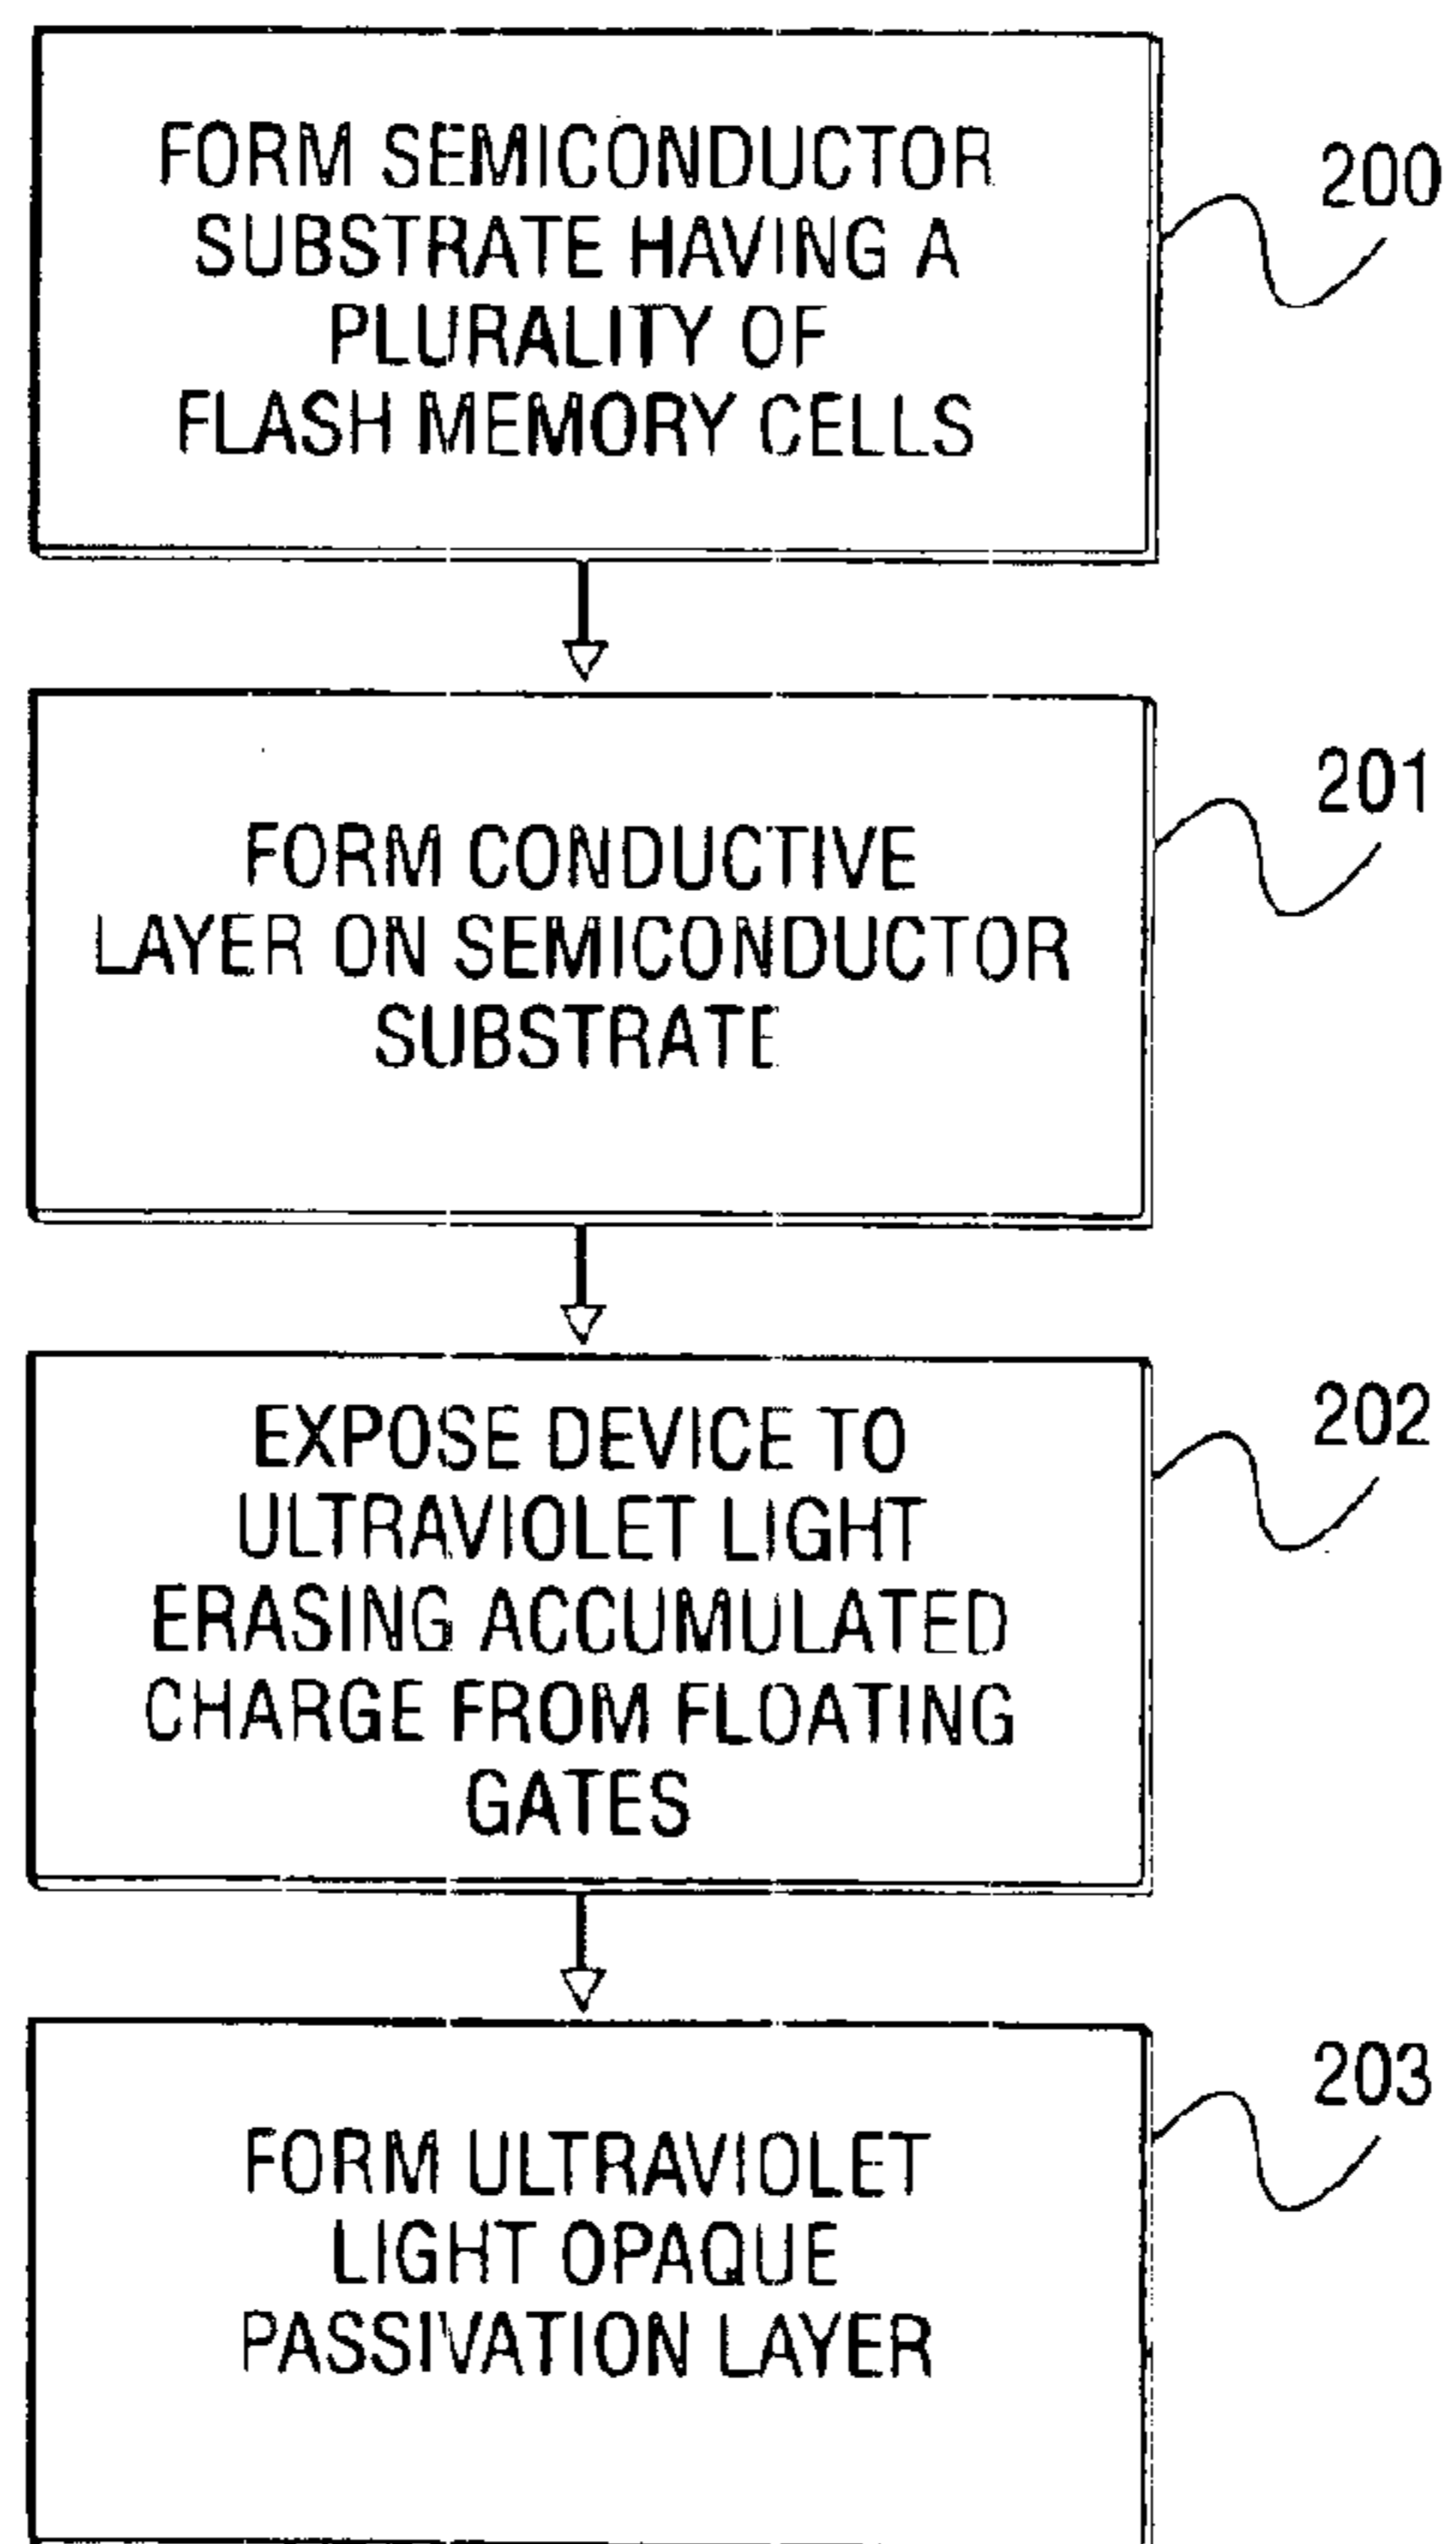 FORM SEMICONDUCTOR
SUBSTRATE HAVING A
PLURALITY OF
FLASH MEMORY CELLS
200
FORM CONDUCTIVE
LAYER ON SEMICONDUCTOR
SUBSTRATE
201
EXPOSE DEVICE TO
ULTRAVIOLET LIGHT
ERASING ACCUMULATED
CHARGE FROM FLOATING
GATES
202
FORM ULTRAVIOLET
LIGHT OPAQUE
PASSIVATION LAYER
203